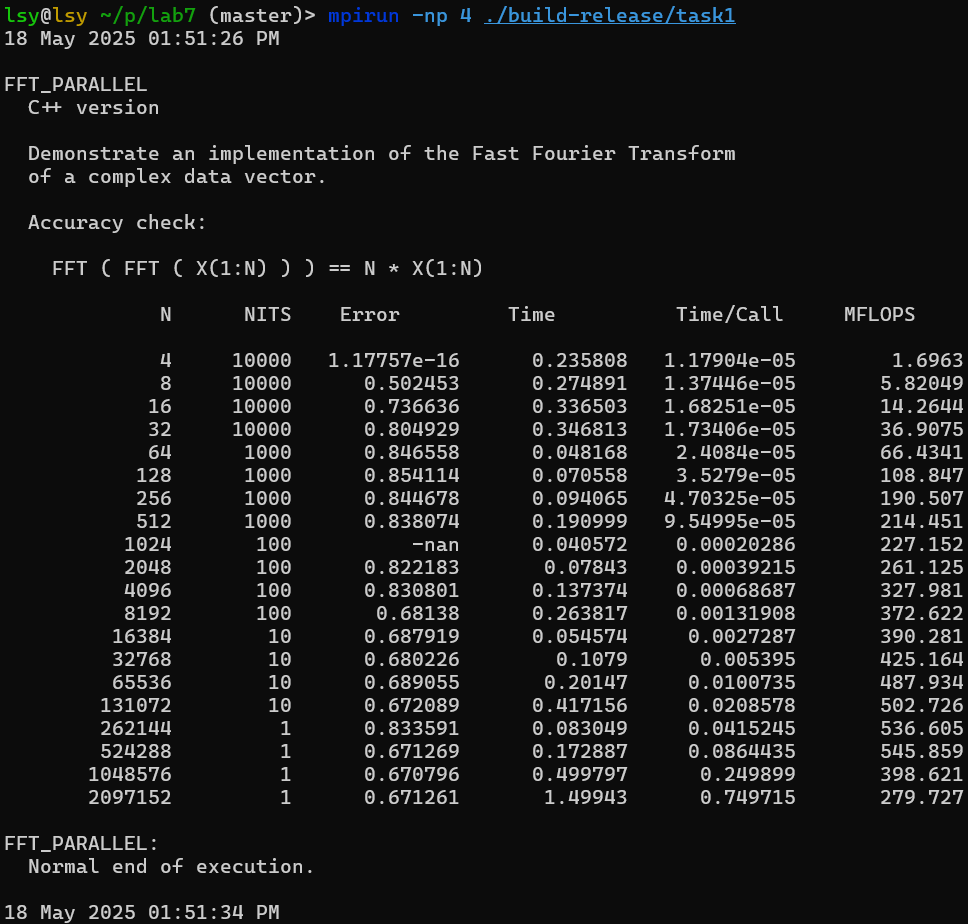 lsy@lsy ~/p/lab7 (master)> mpirun -np 4 ./build-release/task1
18 May 2025 01:51:26 PM
FFT_PARALLEL
C++ version
Demonstrate an implementation of the Fast Fourier Transform
of a complex data vector.
Accuracy check:
FFT ( FFT ( X(1:N) ) ) == N * X(1:N)
N NITS Error Time Time/Call MFLOPS
4 10000 1.17757e-16 0.235808 1.17904e-05 1.6963
8 10000 0.502453 0.274891 1.37446e-05 5.82049
16 10000 0.736636 0.336503 1.68251e-05 14.2644
32 10000 0.804929 0.346813 1.73406e-05 36.9075
64 1000 0.846558 0.048168 2.4084e-05 66.4341
128 1000 0.854114 0.070558 3.5279e-05 108.847
256 1000 0.844678 0.094065 4.70325e-05 190.507
512 1000 0.838074 0.190999 9.54995e-05 214.451
1024 100 -nan 0.040572 0.00020286 227.152
2048 100 0.822183 0.07843 0.00039215 261.125
4096 100 0.830801 0.137374 0.00068687 327.981
8192 100 0.68138 0.263817 0.00131908 372.622
16384 10 0.687919 0.054574 0.0027287 390.281
32768 10 0.680226 0.1079 0.005395 425.164
65536 10 0.689055 0.20147 0.0100735 487.934
131072 10 0.672089 0.417156 0.0208578 502.726
262144 1 0.833591 0.083049 0.0415245 536.605
524288 1 0.671269 0.172887 0.0864435 545.859
1048576 1 0.670796 0.499797 0.249899 398.621
2097152 1 0.671261 1.49943 0.749715 279.727
FFT_PARALLEL:
Normal end of execution.
18 May 2025 01:51:34 PM